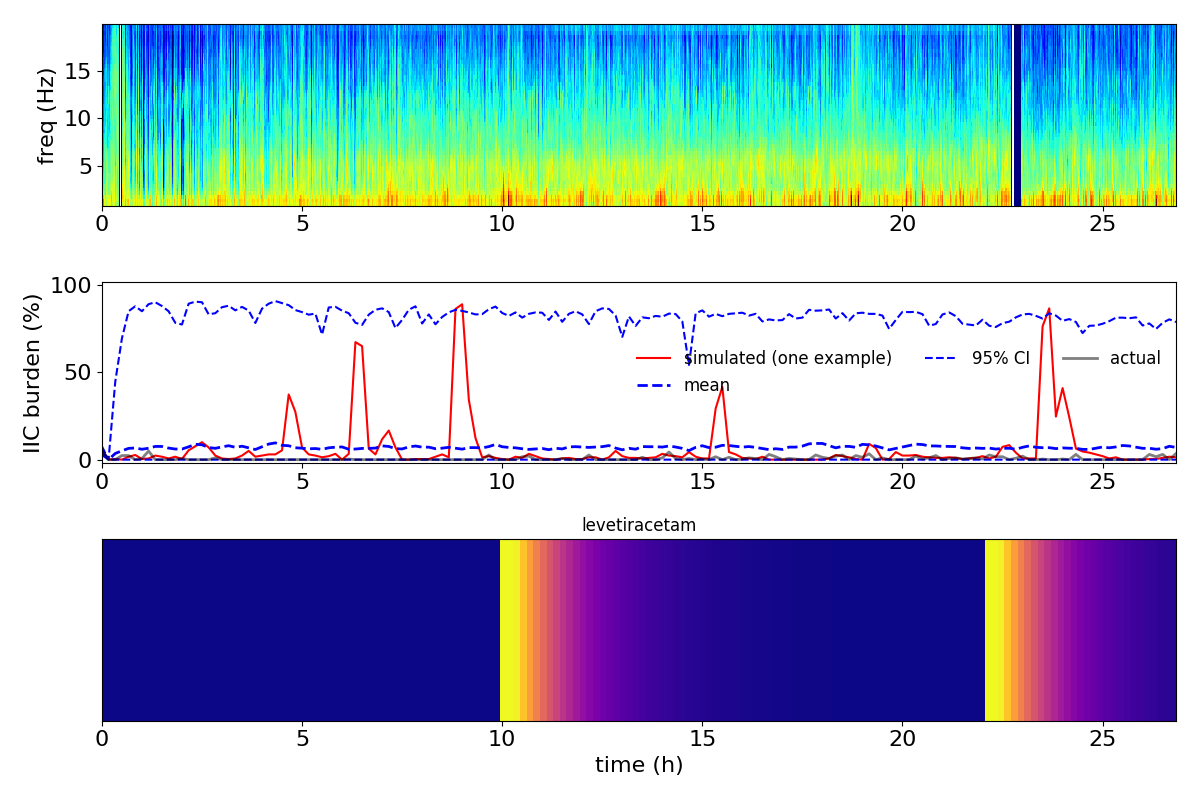 freq (Hz)
15
10
5
0 5 10 15 20 25
IIC burden (%)
100
50
0
simulated (one example) 95% CI actual
mean
0 5 10 15 20 25
levetiracetam
0 5 10 15 20 25
time (h)